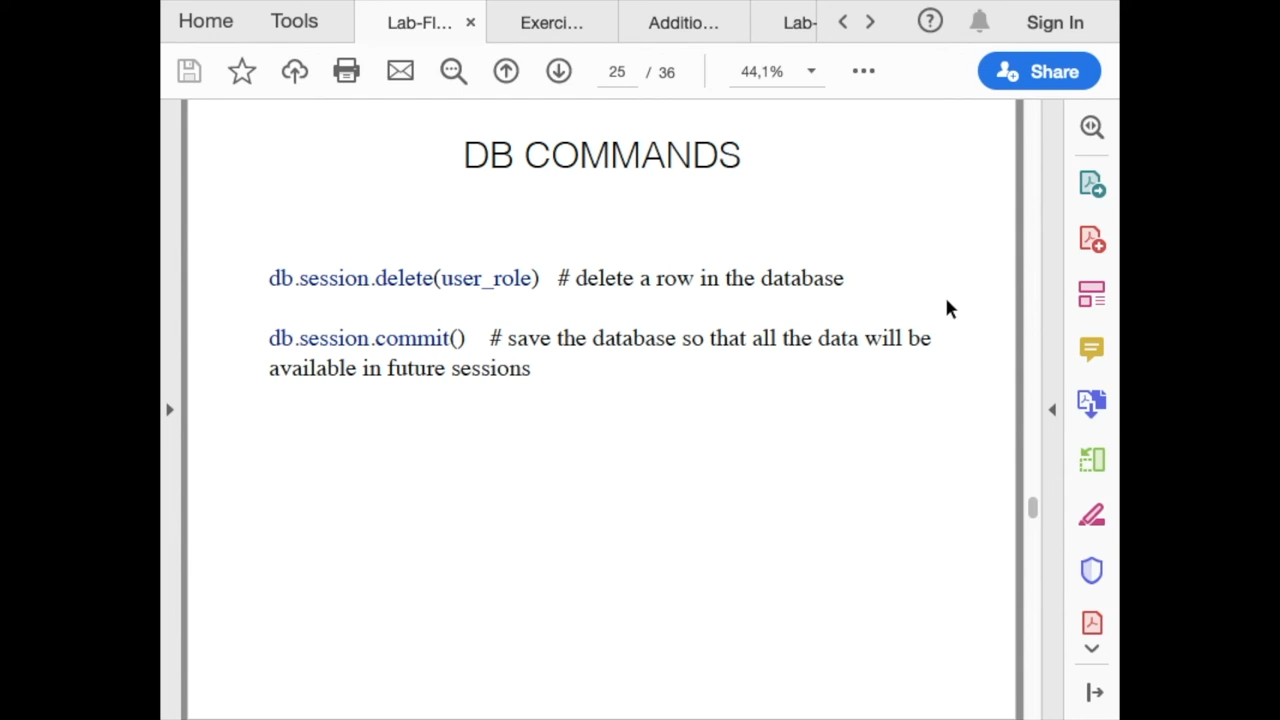 Home Tools Lab-Fl... × Exerci... Additio... Lab- Sign In
25 / 36 44,1% Share
DB COMMANDS
db.session.delete(user_role) # delete a row in the database
db.session.commit() # save the database so that all the data will be
available in future sessions